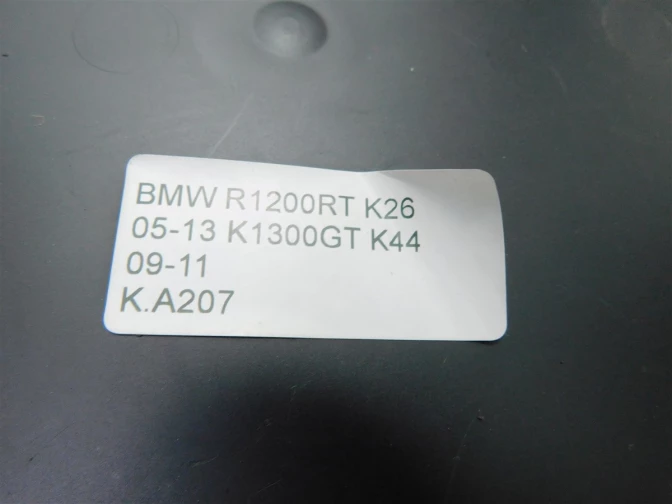 BMW R1200RT K26
05-13 K1300GT K44
09-11
K.A207